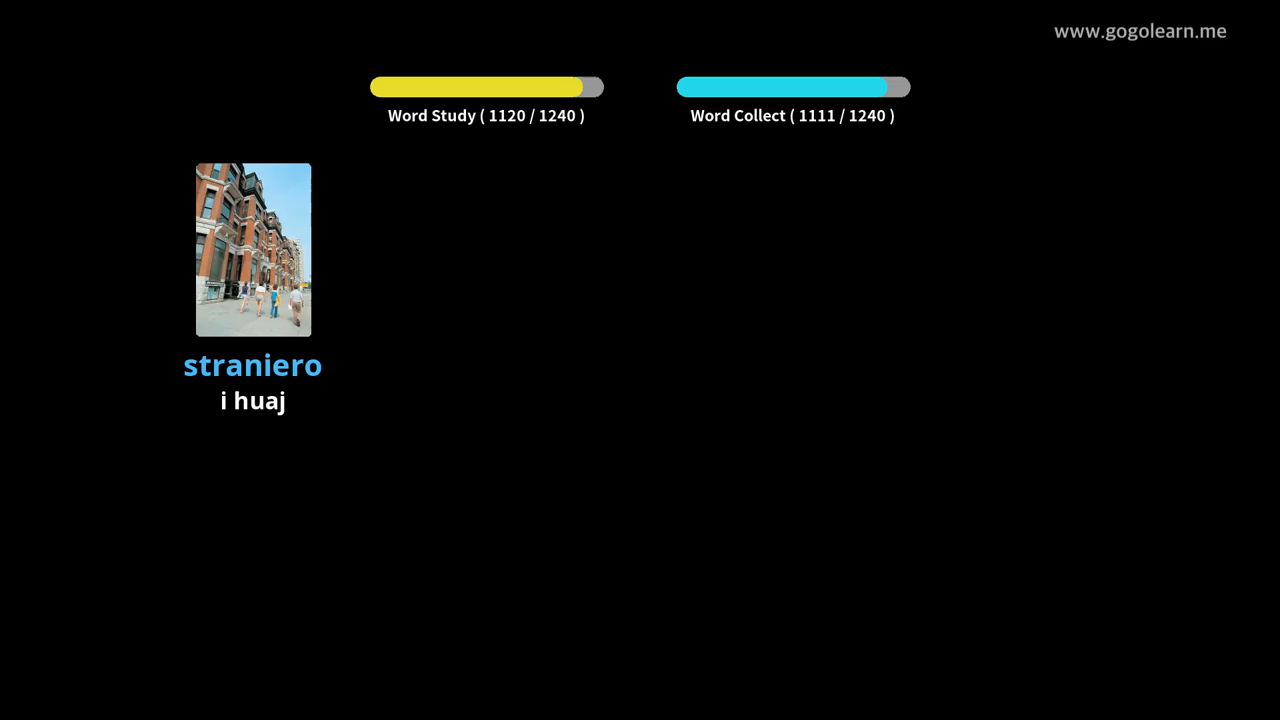 www.gogolearn.me
Word Study ( 1120 / 1240 )
Word Collect ( 1111 / 1240 )
straniero
i huaj